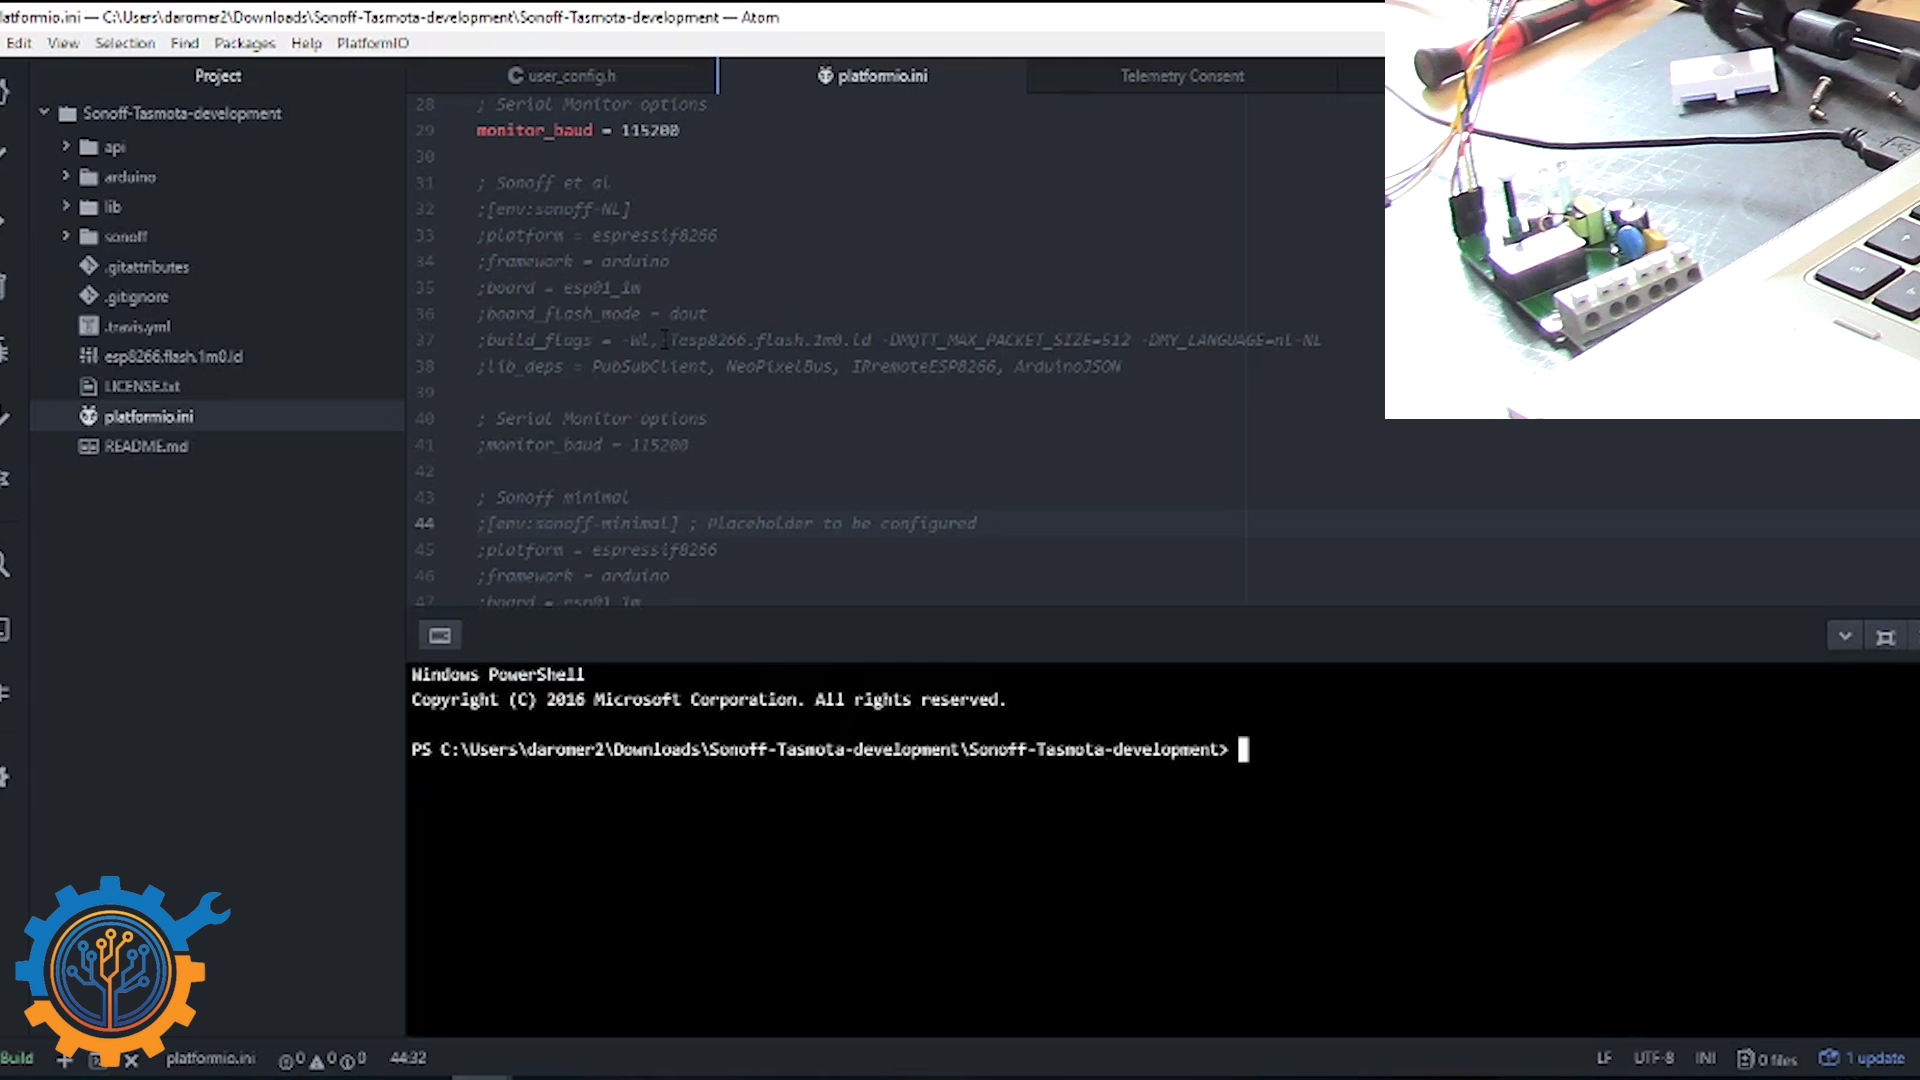 latformio.ini — C:\Users\daromer2\Downloads\Sonoff-Tasmota-development\Sonoff-Tasmota-development — Atom
Edit View Selection Find Packages Help PlatformIO
Project
user_config.h
platformio.ini
Telemetry Consent
Sonoff-Tasmota-development
api
arduino
lib
sonoff
.gitattributes
.gitignore
.travis.yml
esp8266.flash.1m0.ld
LICENSE.txt
platformio.ini
README.md
28 ; Serial Monitor options
29 monitor_baud = 115200
30
31 ; Sonoff et al
32 ;[env:sonoff-NL]
33 ;platform = espressif8266
34 ;framework = arduino
35 ;board = esp01_1m
36 ;board_flash_mode = dout
37 ;build_flags = -Wl,-Tesp8266.flash.1m0.ld -DMQTT_MAX_PACKET_SIZE=512 -DMY_LANGUAGE=nl-NL
38 ;lib_deps = PubSubClient, NeoPixelBus, IRremoteESP8266, ArduinoJSON
39
40 ; Serial Monitor options
41 ;monitor_baud = 115200
42
43 ; Sonoff minimal
44 ;[env:sonoff-minimal] ; Placeholder to be configured
45 ;platform = espressif8266
46 ;framework = arduino
47 ;board = esp01_1m
Windows PowerShell
Copyright (C) 2016 Microsoft Corporation. All rights reserved.
PS C:\Users\daromer2\Downloads\Sonoff-Tasmota-development\Sonoff-Tasmota-development>
Build platformio.ini 0 0 0 44:32 LF UTF-8 INI 0 files 1 update